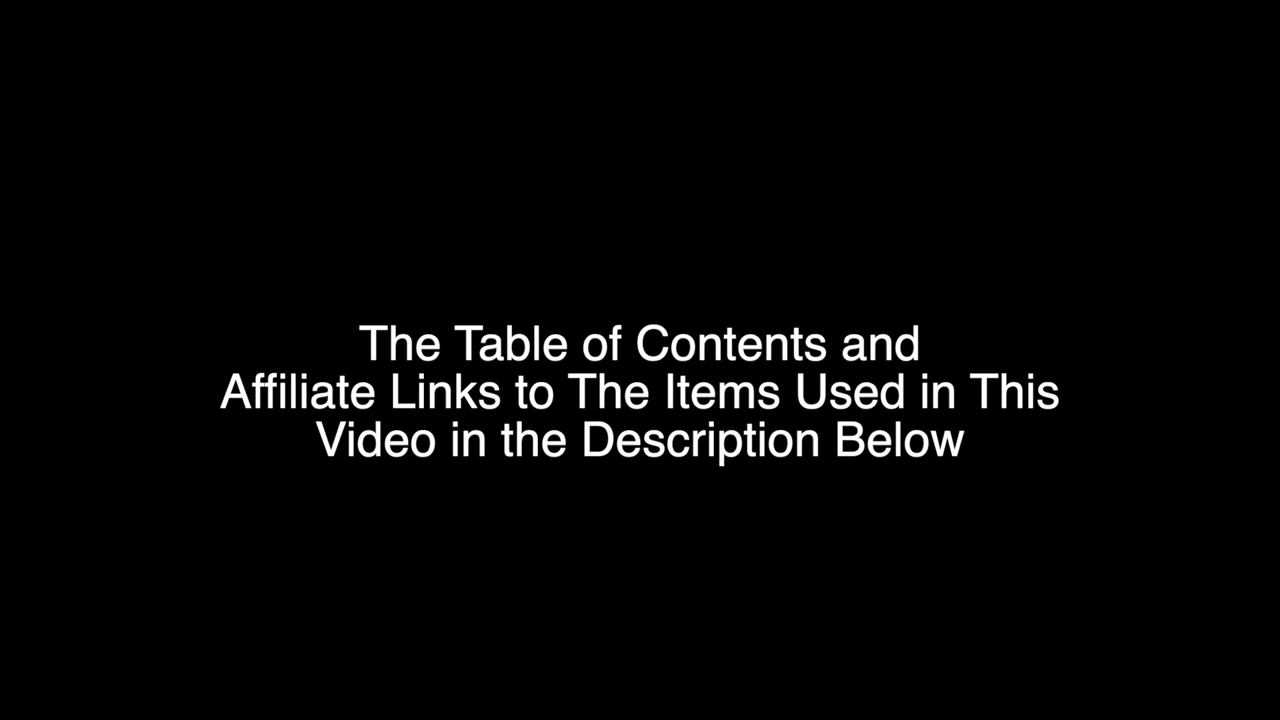 The Table of Contents and
Affiliate Links to The Items Used in This
Video in the Description Below